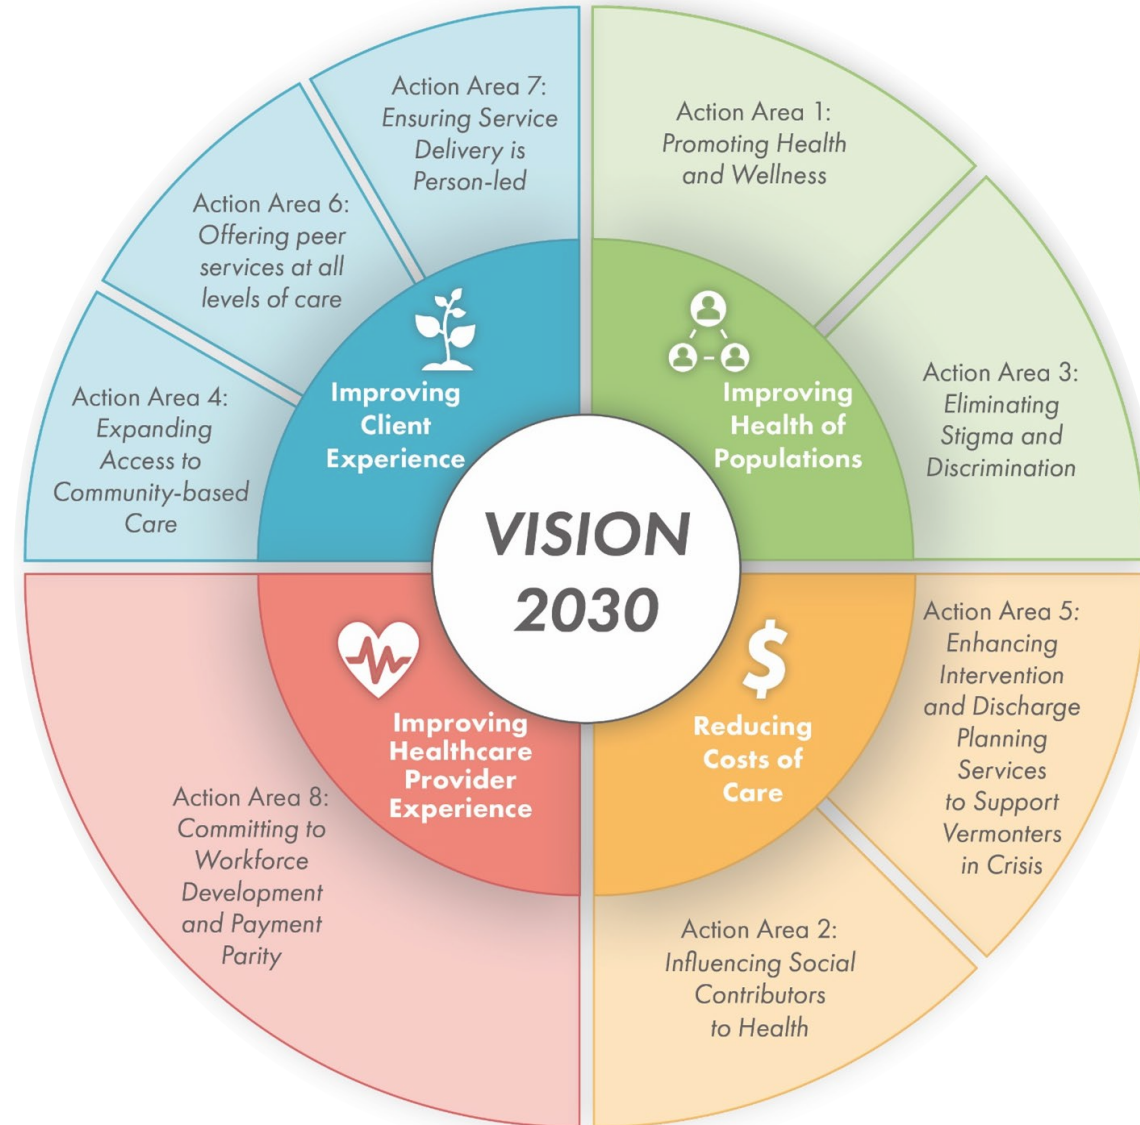 Action Area 7:
Ensuring Service
Delivery is
Person-led
Action Area 1:
Promoting Health
and Wellness
Action Area 6:
Offering peer
services at all
levels of care
Action Area 3:
Eliminating
Stigma and
Discrimination
Action Area 4:
Expanding
Access to
Community-based
Care
Improving
Client
Experience
Improving
Health of
Populations
VISION
2030
Improving
Healthcare
Provider
Experience
Reducing
Costs of
Care
Action Area 5:
Enhancing
Intervention
and Discharge
Planning
Services
to Support
Vermonters
in Crisis
Action Area 8:
Committing to
Workforce
Development
and Payment
Parity
Action Area 2:
Influencing Social
Contributors
to Health